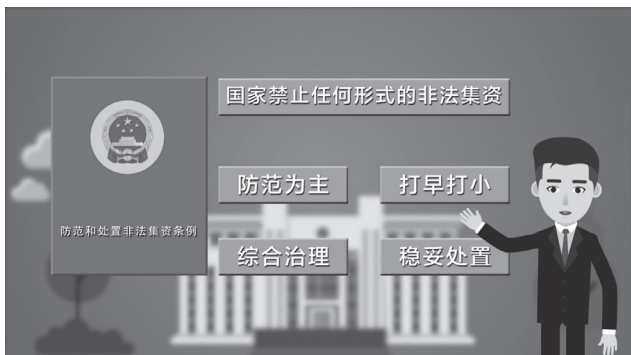 国家禁止任何形式的非法集资
防范和处置非法集资条例
防范为主
打早打小
综合治理
稳妥处置